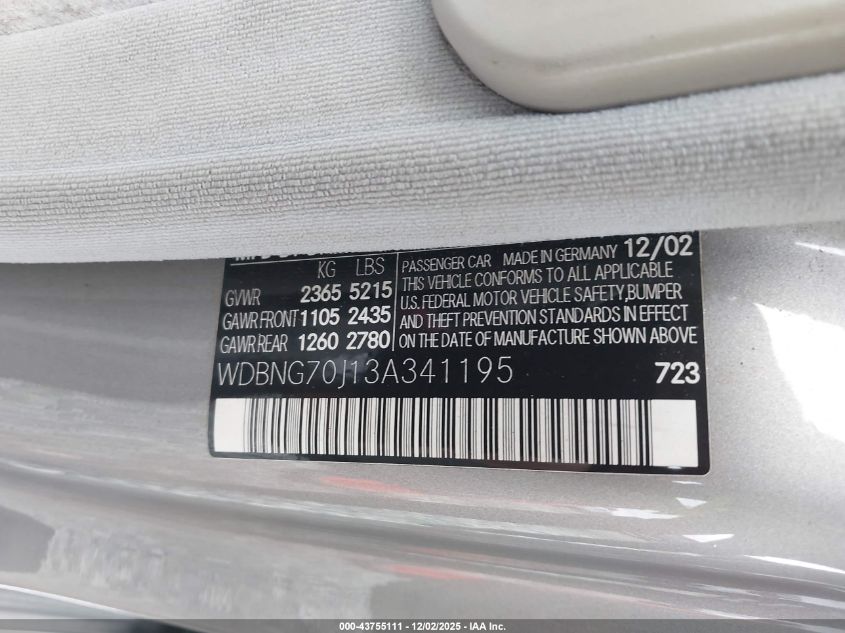 MADE IN GERMANY 12/02
KG LBS
GVWR 2365 5215
GAWR FRONT 1105 2435
GAWR REAR 1260 2780
PASSENGER CAR
THIS VEHICLE CONFORMS TO ALL APPLICABLE
U.S. FEDERAL MOTOR VEHICLE SAFETY, BUMPER
AND THEFT PREVENTION STANDARDS IN EFFECT
ON THE DATE OF MANUFACTURE SHOWN ABOVE
WDBNG70J13A341195 723
000-43755111 - 12/02/2025 - IAA Inc.